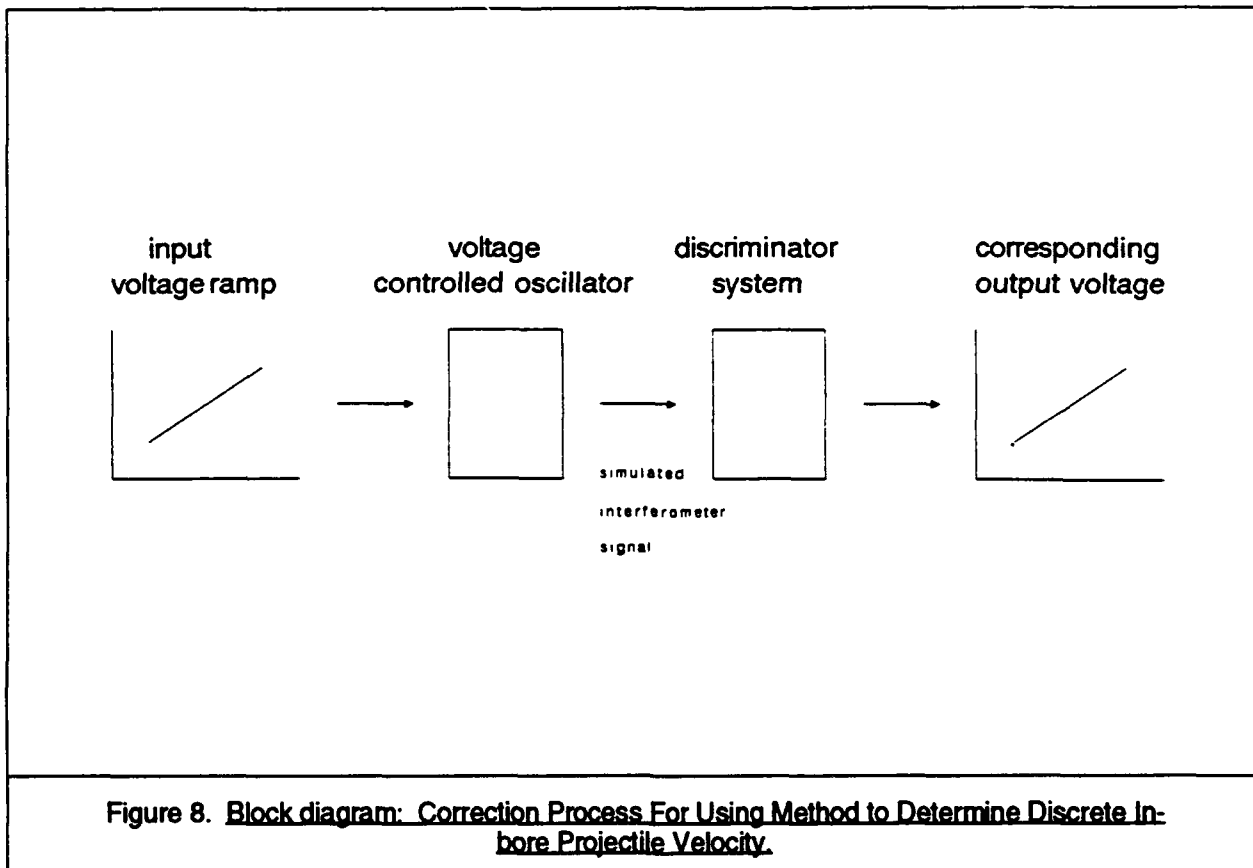 input
voltage ramp
voltage
controlled oscillator
discriminator
system
corresponding
output voltage
simulated
interferometer
signal
Figure 8. Block diagram: Correction Process For Using Method to Determine Discrete In-
bore Projectile Velocity.